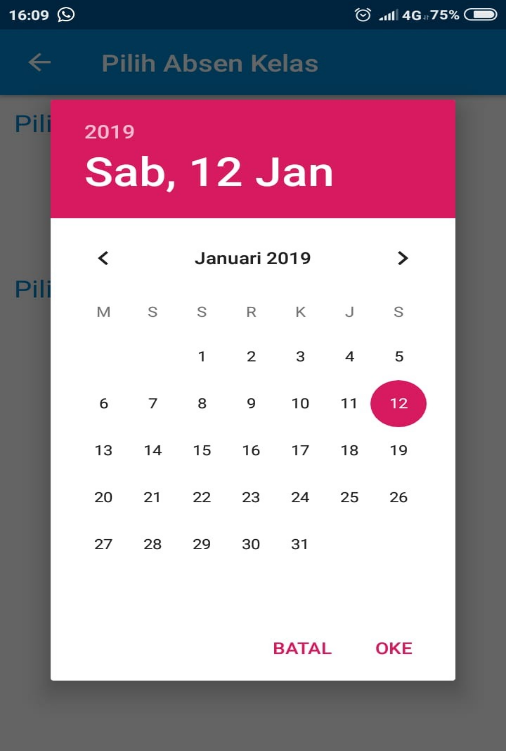 16:09 4G 75%
Pilih Absen Kelas
Pili
2019
Sab, 12 Jan
Januari 2019
M S S R K J S
1 2 3 4 5
Pili
6 7 8 9 10 11 12
13 14 15 16 17 18 19
20 21 22 23 24 25 26
27 28 29 30 31
BATAL OKE